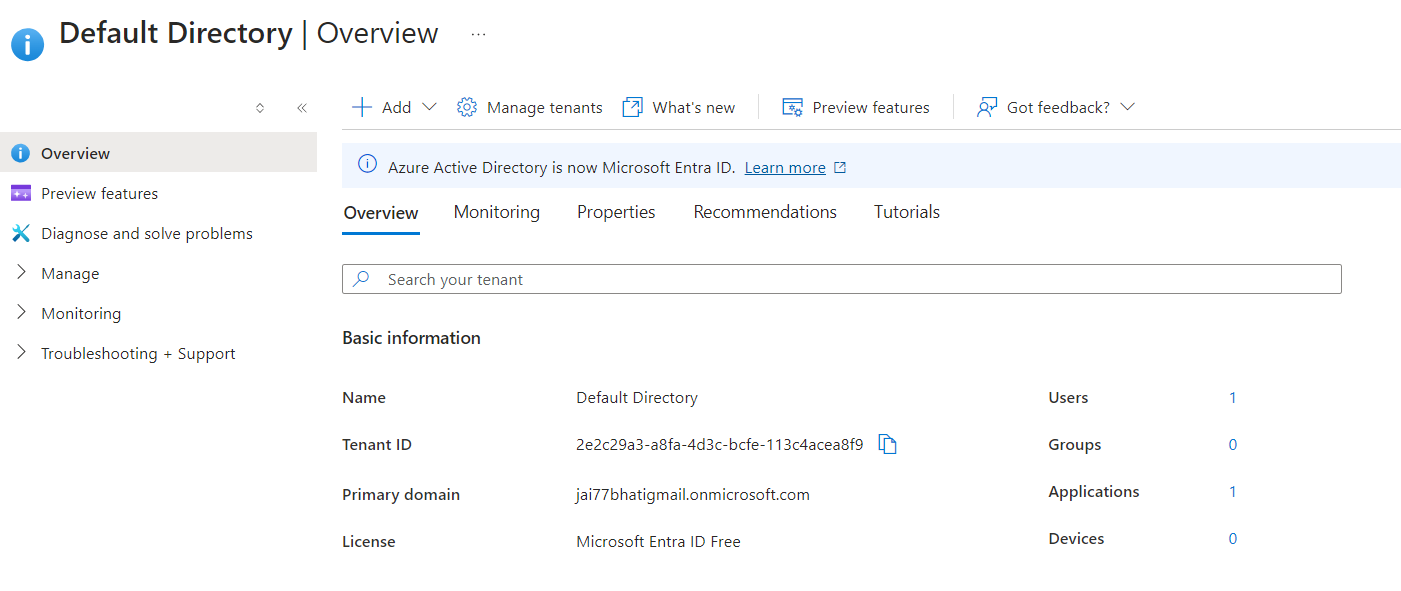 Default Directory | Overview ...
Add Manage tenants What's new Preview features Got feedback?
Overview
Preview features
Diagnose and solve problems
Manage
Monitoring
Troubleshooting + Support
Azure Active Directory is now Microsoft Entra ID. Learn more
Overview Monitoring Properties Recommendations Tutorials
Search your tenant
Basic information
Name Default Directory Users 1
Tenant ID 2e2c29a3-a8fa-4d3c-bcfe-113c4acea8f9 Groups 0
Primary domain jai77bhatigmail.onmicrosoft.com Applications 1
License Microsoft Entra ID Free Devices 0